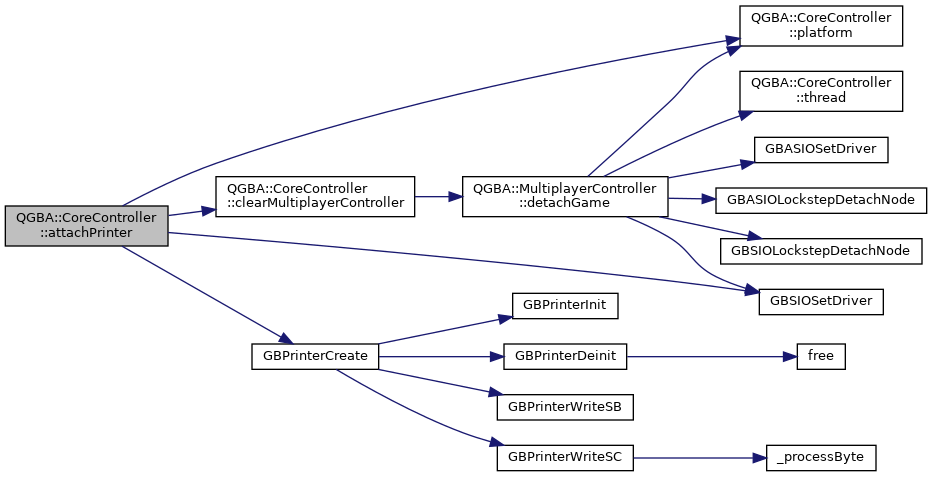 QGBA::CoreController
::platform
QGBA::CoreController
::thread
GBASIOSetDriver
QGBA::CoreController
::clearMultiplayerController
QGBA::MultiplayerController
::detachGame
GBASIOLockstepDetachNode
QGBA::CoreController
::attachPrinter
GBSIOLockstepDetachNode
GBSIOSetDriver
GBPrinterInit
GBPrinterCreate
GBPrinterDeinit
free
GBPrinterWriteSB
GBPrinterWriteSC
_processByte